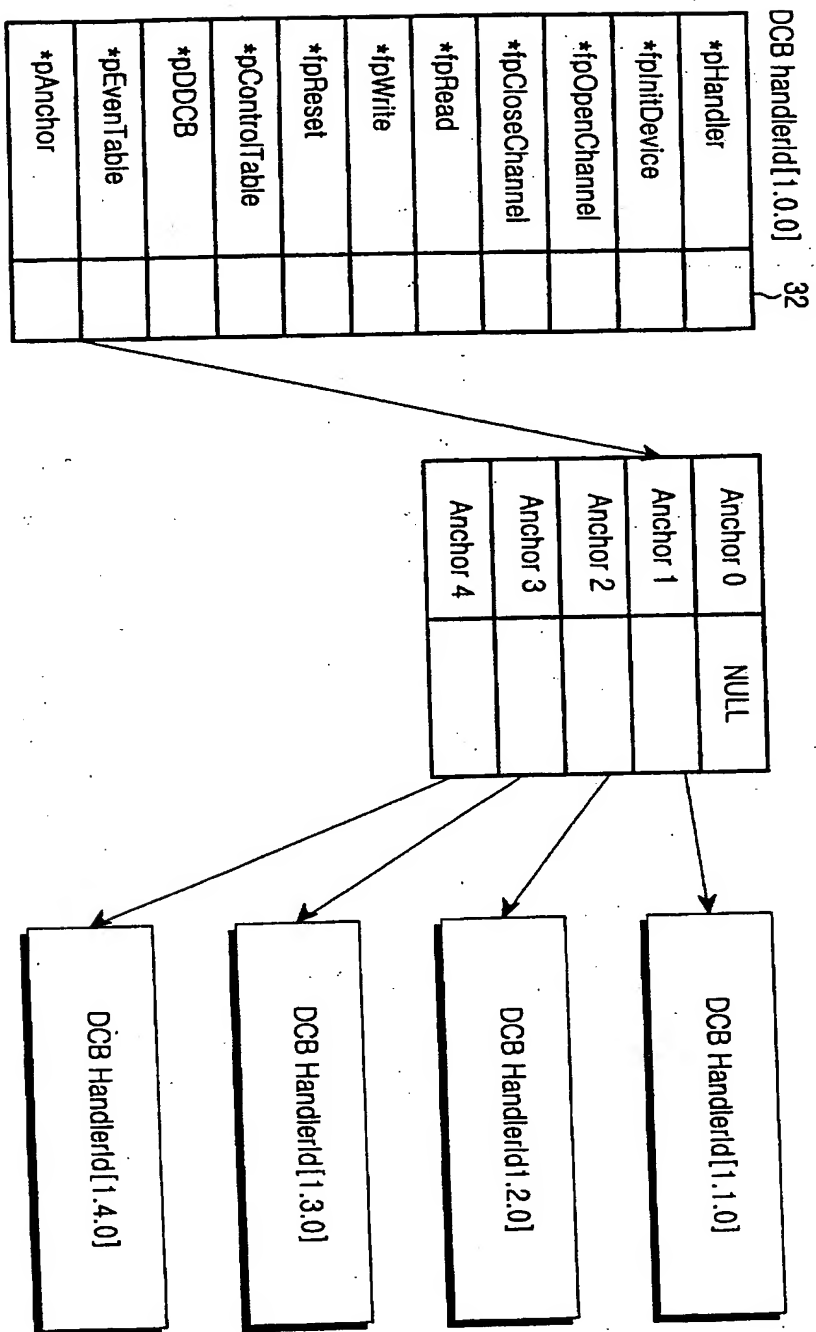 DCB handlerId[1.0.0]
32
*pHandler
*fpInitDevice
*fpOpenChannel
*fpCloseChannel
*fpRead
*fpWrite
*fpReset
*pControlTable
*pDDCB
*pEvenTable
*pAnchor
Anchor 0
NULL
Anchor 1
Anchor 2
Anchor 3
Anchor 4
DCB HandlerId[1.1.0]
DCB HandlerId1.2.0]
DCB HandlerId[1.3.0]
DCB HandlerId[1.4.0]